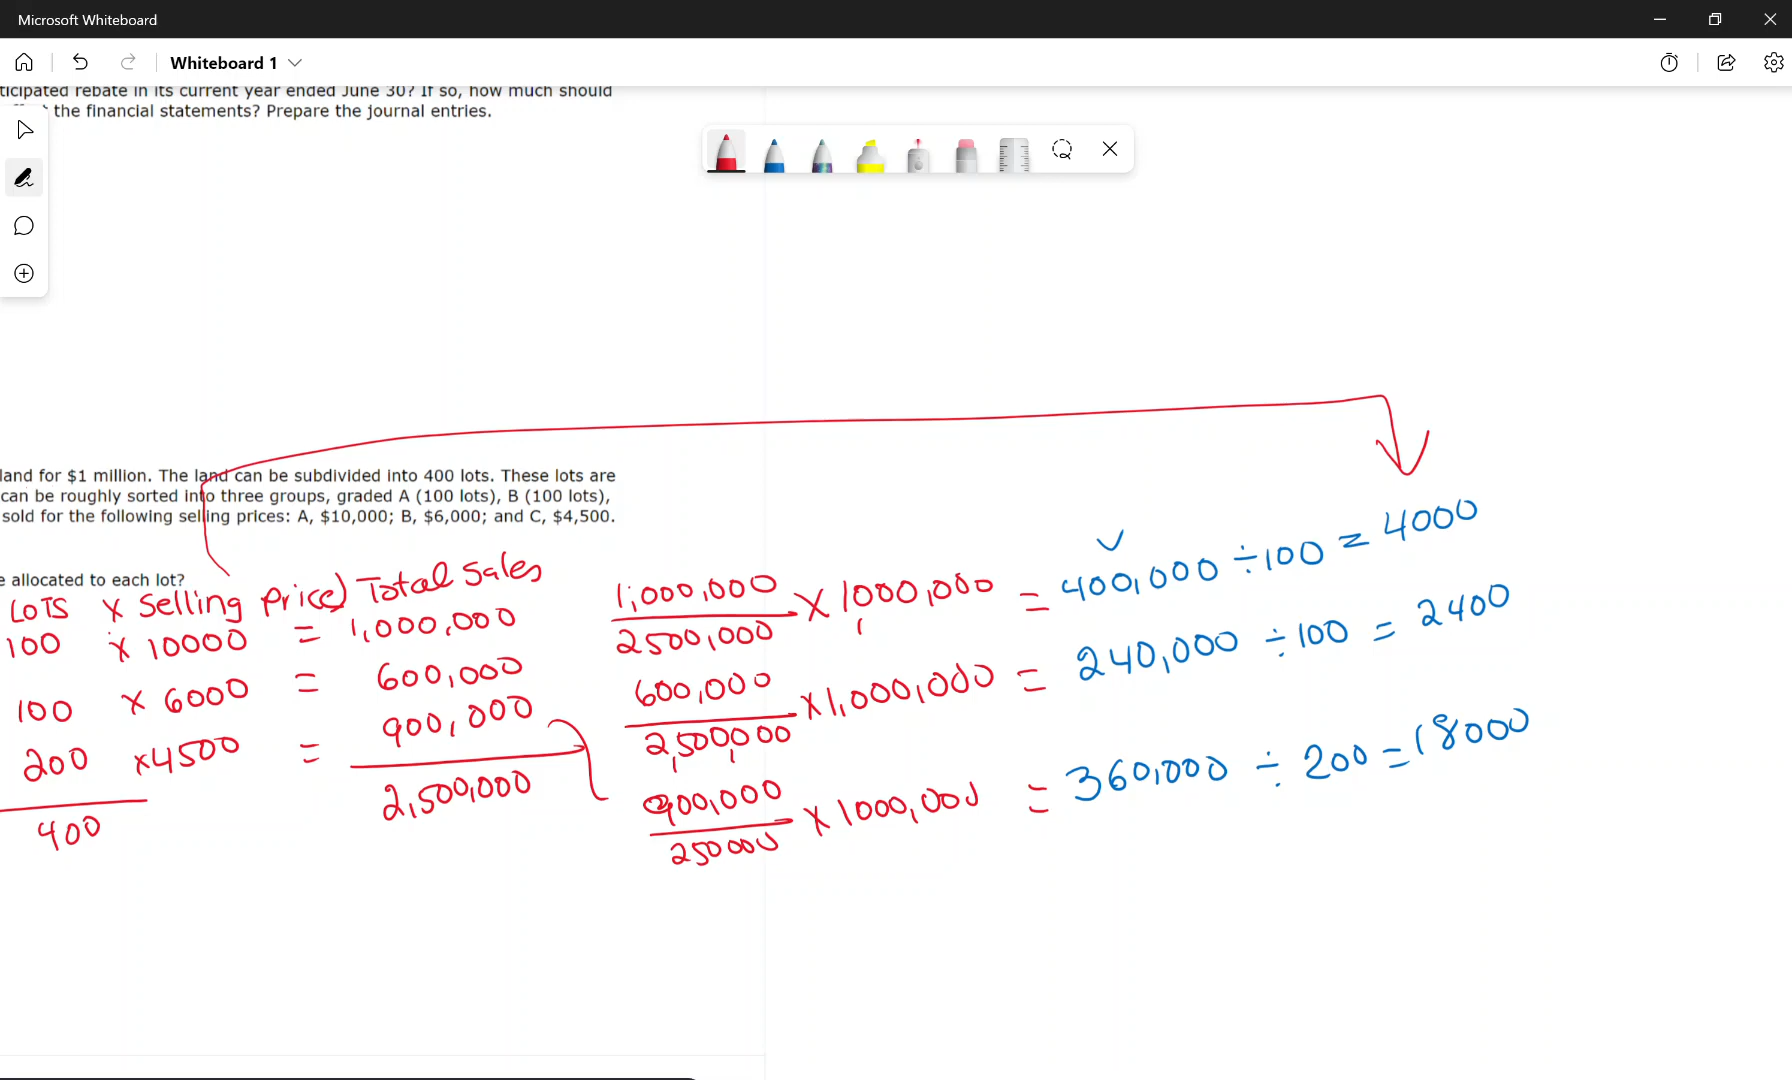 Microsoft Whiteboard
Whiteboard 1
ticipated rebate in its current year ended June 30? If so, how much should
the financial statements? Prepare the journal entries.
land for $1 million. The land can be subdivided into 400 lots. These lots are
can be roughly sorted into three groups, graded A (100 lots), B (100 lots),
sold for the following selling prices: A, $10,000; B, $6,000; and C, $4,500.
e allocated to each lot?
LOTS x Selling Price) Total Sales
100 x 10000 = 1,000,000
100 x 6000 = 600,000
200 x4500 = 900,000
400 2,500,000
1,000,000 / 2500,000 x 1000,000 = 400,000 ÷100 = 4000
600,000 / 2,500,000 x1,000,000 = 240,000 ÷100 = 2400
900,000 / 250000 x 1000,000 = 360,000 ÷ 200 = 18000